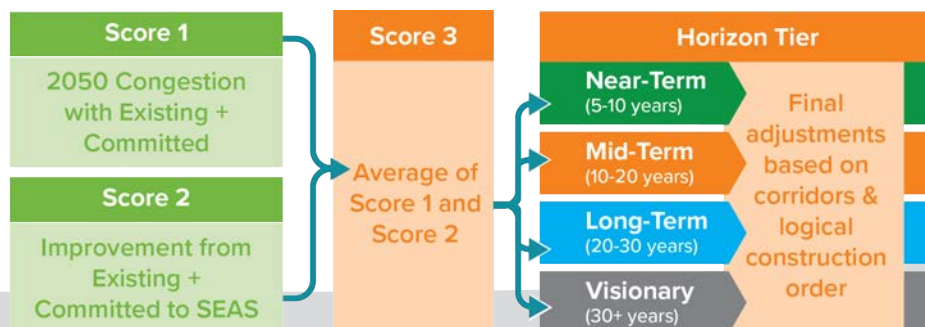 Score 1
2050 Congestion
with Existing +
Committed
Score 2
Improvement from
Existing +
Committed to SEAS
Score 3
Average of
Score 1 and
Score 2
Horizon Tier
Near-Term
(5-10 years)
Mid-Term
(10-20 years)
Long-Term
(20-30 years)
Visionary
(30+ years)
Final
adjustments
based on
corridors &
logical
construction
order